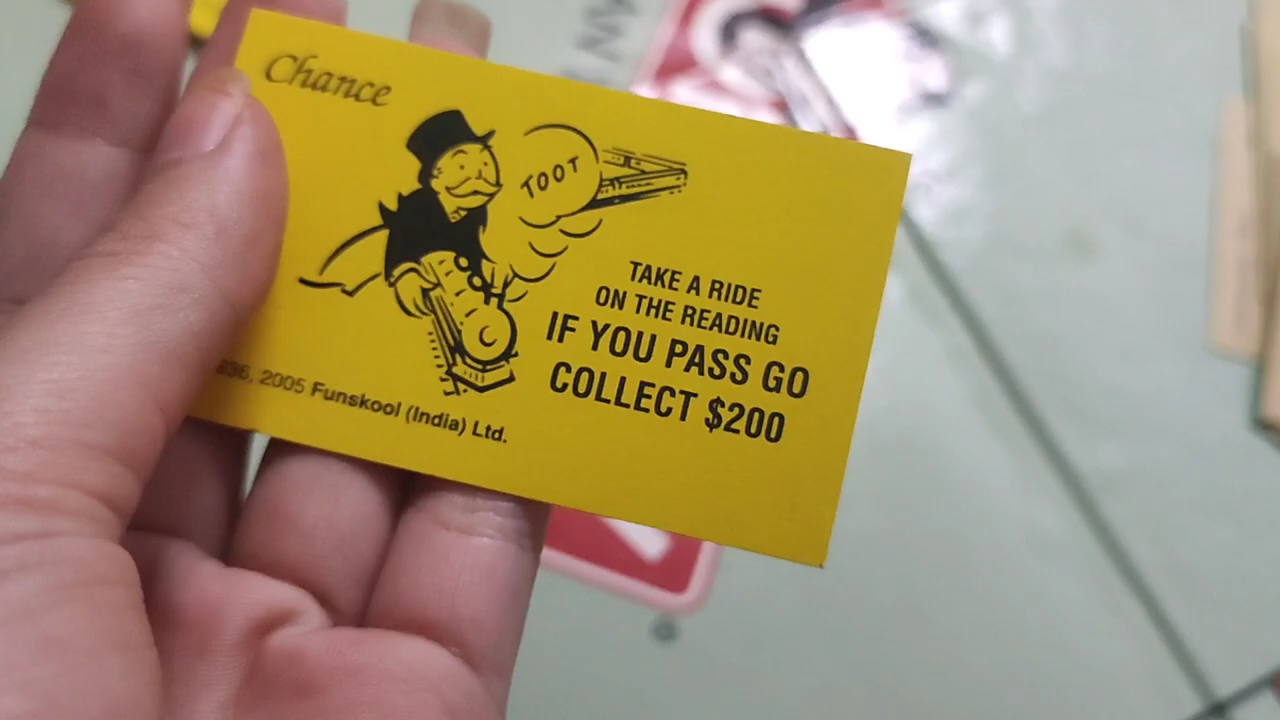 Chance
TOOT
TAKE A RIDE
ON THE READING
IF YOU PASS GO
COLLECT $200
2005 Funskool (India) Ltd.